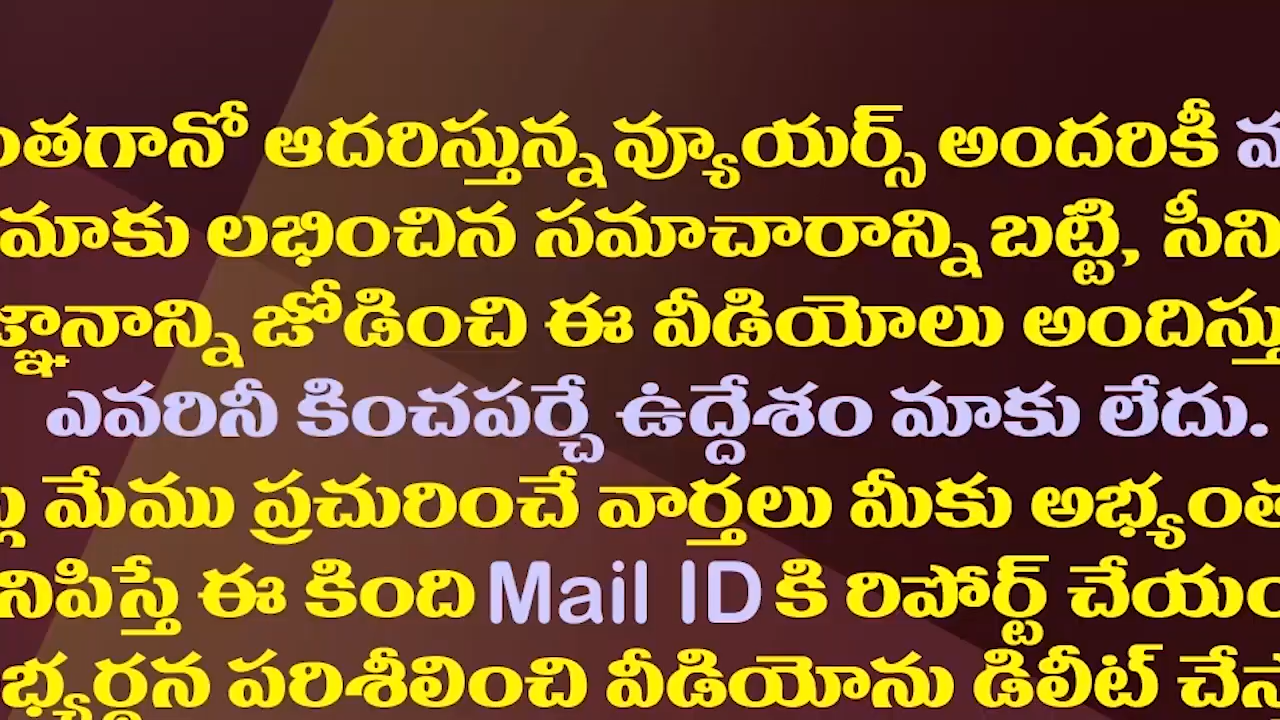 ంతగానో ఆదరిస్తున్న వ్యూయర్స్ అందరికీ
మాకు లభించిన సమాచారాన్ని బట్టి, సీని
జ్ఞానాన్ని జోడించి ఈ వీడియోలు అందిస్తు
ఎవరినీ కించపర్చే ఉద్దేశం మాకు లేదు.
మేము ప్రచురించే వార్తలు మీకు అభ్యంత
నిపిస్తే ఈ కింది Mail ID కి రిపోర్ట్ చేయం
భ్యర్థన పరిశీలించి వీడియోను డిలీట్ చేస